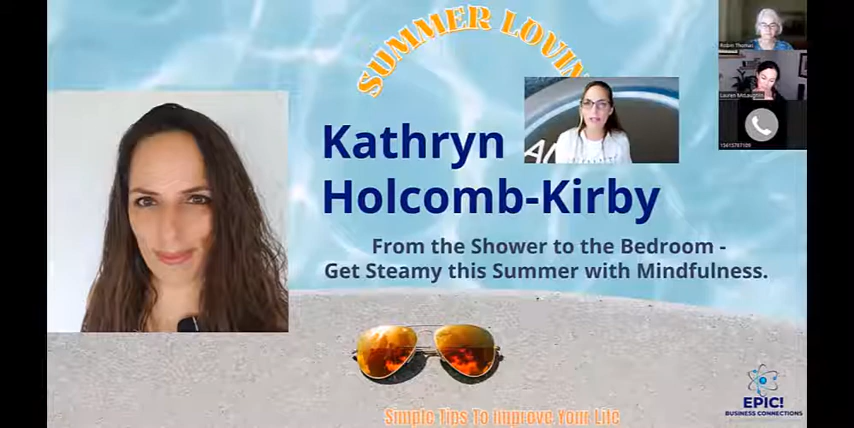 SUMMER LOVIN
Robin Thomas
Lauren McLaughlin
Kathryn
Holcomb-Kirby
From the Shower to the Bedroom -
Get Steamy this Summer with Mindfulness.
EPIC!
BUSINESS CONNECTIONS
Simple Tips To Improve Your Life